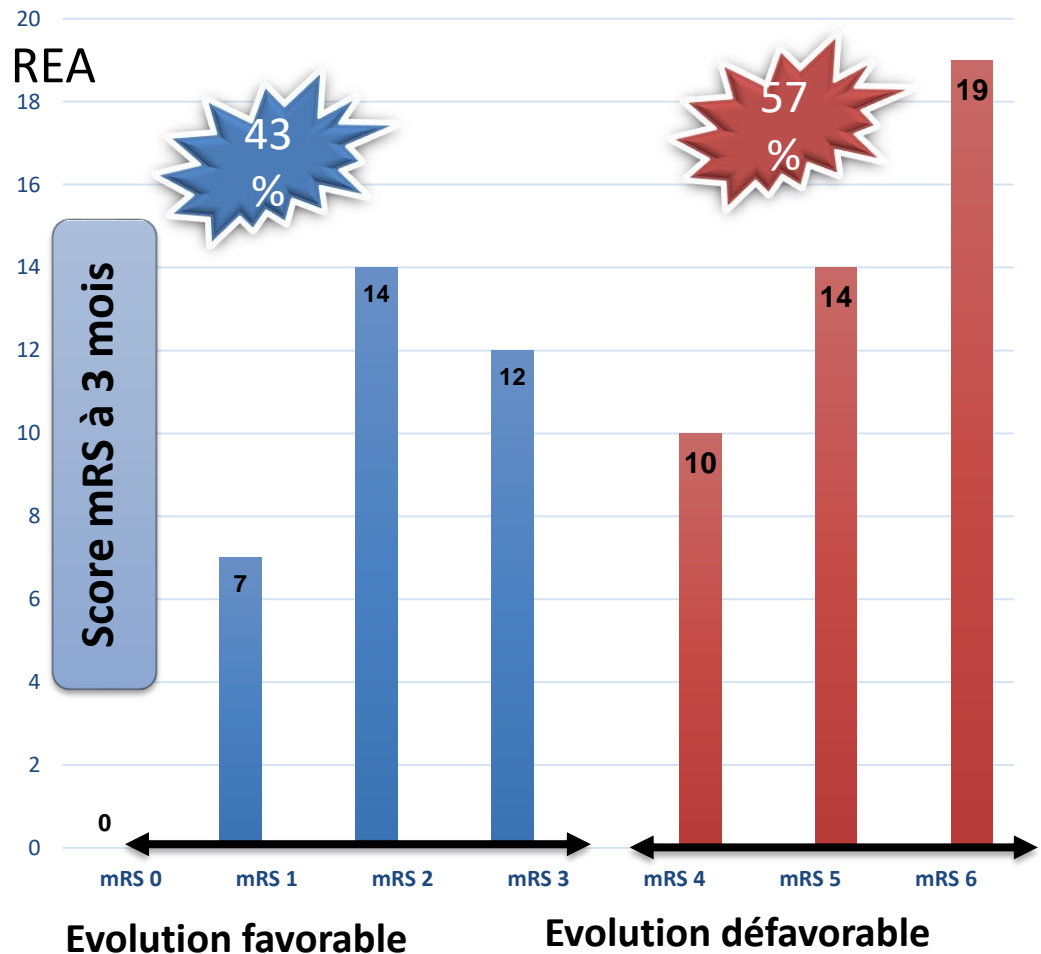 20
REA
18
16
14
12
10
8
6
4
2
0
Score mRS à 3 mois
43
%
57
%
0
7
14
12
10
14
19
mRS 0
mRS 1
mRS 2
mRS 3
mRS 4
mRS 5
mRS 6
Evolution favorable
Evolution défavorable